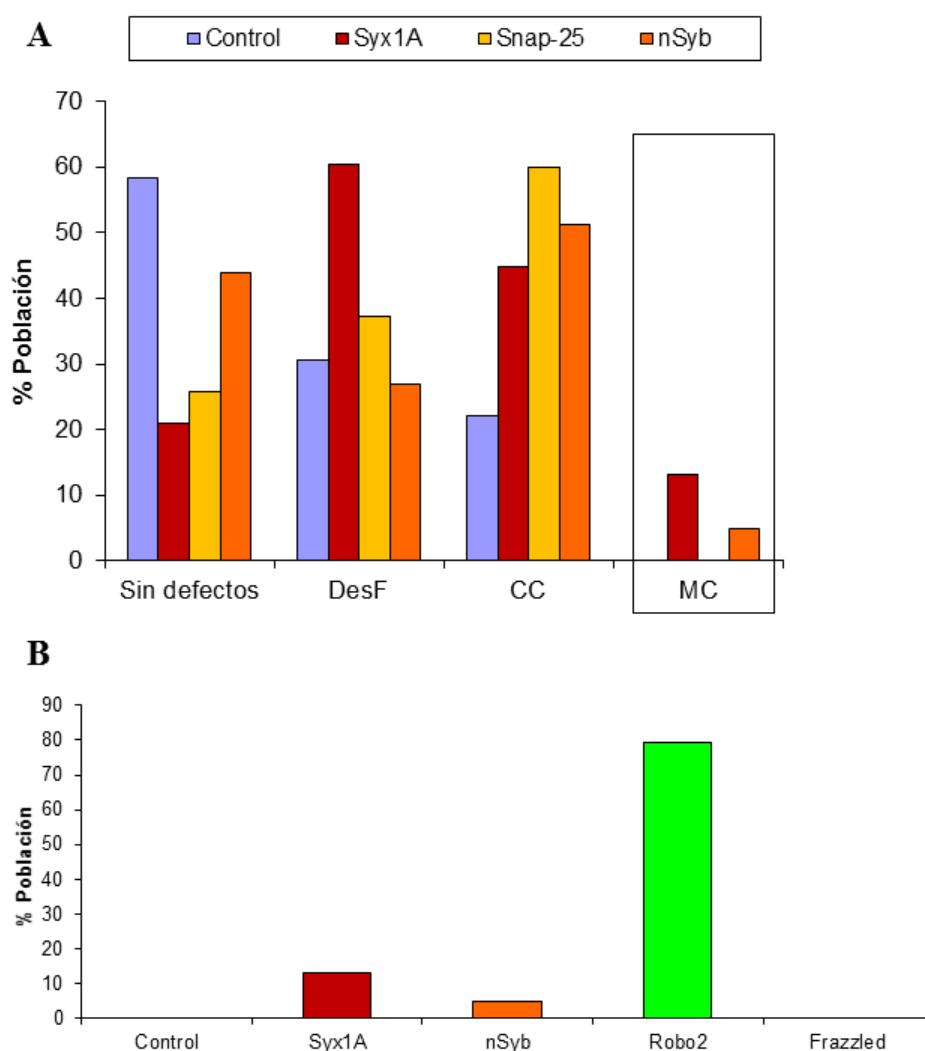 A
Control Syx1A Snap-25 nSyb
% Población
70
60
50
40
30
20
10
0
Sin defectos DesF CC MC
B
% Población
90
80
70
60
50
40
30
20
10
0
Control Syx1A nSyb Robo2 Frazzled